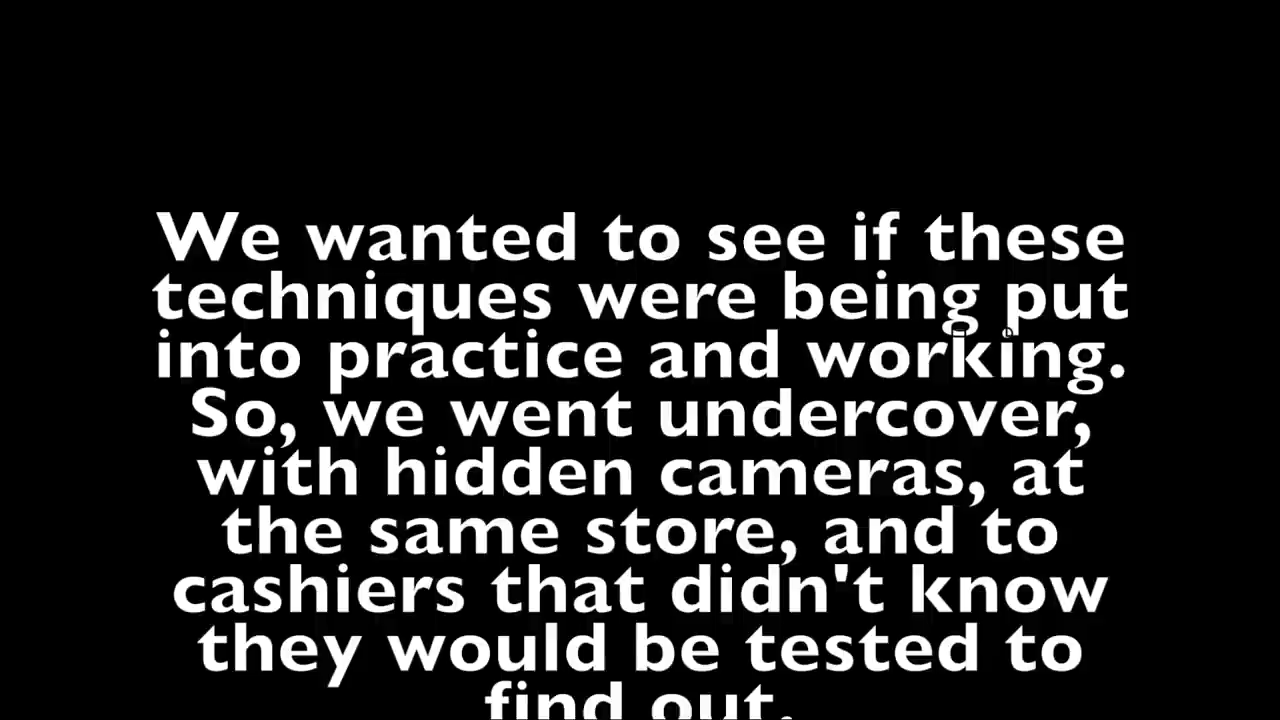 We wanted to see if these
techniques were being put
into practice and working.
So, we went undercover,
with hidden cameras, at
the same store, and to
cashiers that didn't know
they would be tested to
find out.